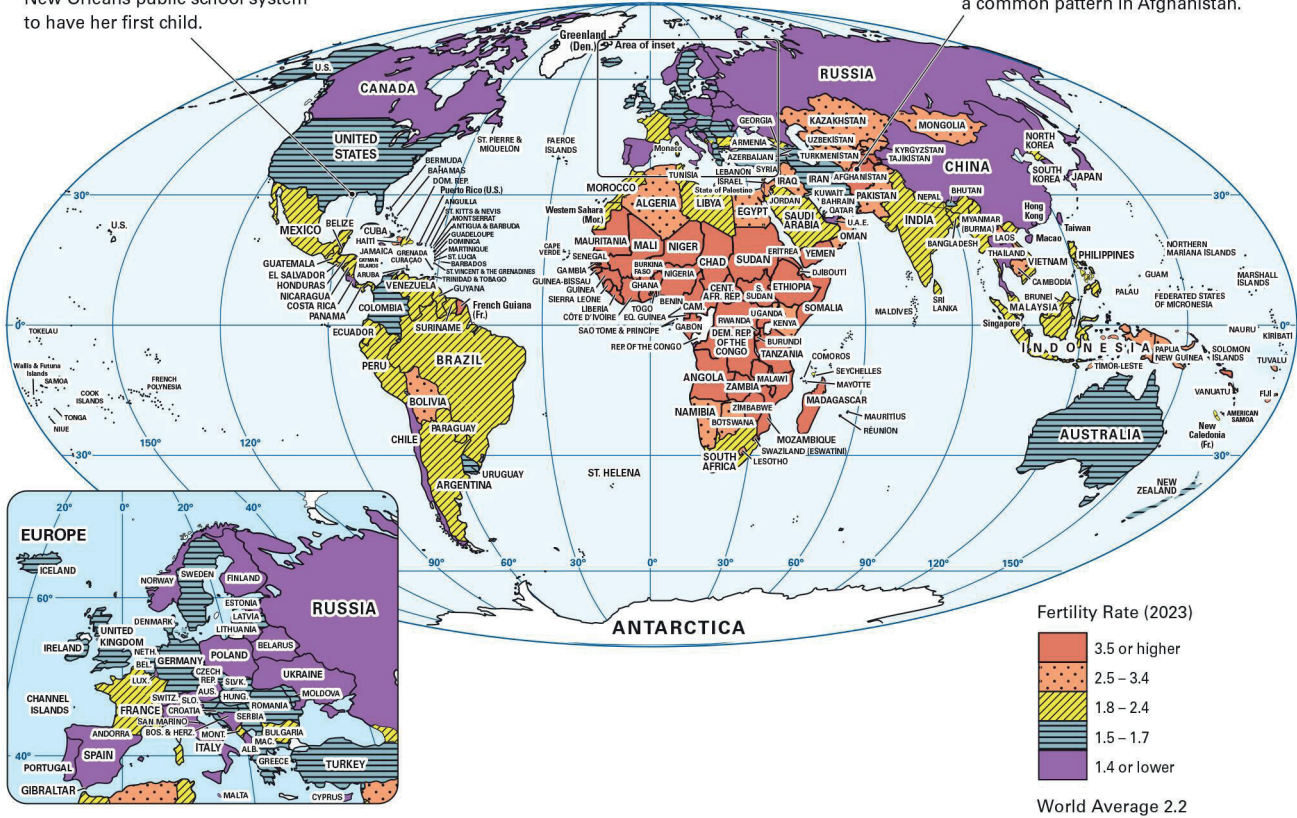 New Orleans public school system
to have her first child.
a common pattern in Afghanistan.
Greenland
(Den.)
Area of inset
U.S.
CANADA
RUSSIA
UNITED
STATES
ST. PIERRE &
MIQUELON
FAEROE
ISLANDS
GEORGIA
ARMENIA
Monaco
AZERBAIJAN
KAZAKHSTAN
UZBEKISTAN
TURKMENISTAN
MONGOLIA
KYRGYZSTAN
TAJIKISTAN
CHINA
NORTH
KOREA
SOUTH
KOREA
JAPAN
BERMUDA
BAHAMAS
DOM. REP.
Puerto Rico (U.S.)
ANGUILLA
ST. KITTS & NEVIS
MONTSERRAT
ANTIGUA & BARBUDA
GUADELOUPE
DOMINICA
MARTINIQUE
ST. LUCIA
BARBADOS
ST. VINCENT & THE GRENADINES
TRINIDAD & TOBAGO
GUYANA
30°
30°
U.S.
MEXICO
BELIZE
CUBA
HAITI
JAMAICA
CAYMAN
ISLANDS
GRENADA
CURAÇAO
ARUBA
GUATEMALA
EL SALVADOR
HONDURAS
NICARAGUA
COSTA RICA
PANAMA
VENEZUELA
COLOMBIA
French Guiana
(Fr.)
SURINAME
ECUADOR
PERU
BRAZIL
BOLIVIA
PARAGUAY
CHILE
URUGUAY
ARGENTINA
MOROCCO
TUNISIA
LEBANON
SYRIA
ISRAEL
State of Palestine
IRAQ
IRAN
AFGHANISTAN
JORDAN
KUWAIT
BAHRAIN
QATAR
PAKISTAN
NEPAL
BHUTAN
Western Sahara
(Mor.)
ALGERIA
LIBYA
EGYPT
SAUDI
ARABIA
U.A.E.
OMAN
YEMEN
INDIA
BANGLADESH
MYANMAR
(BURMA)
LAOS
THAILAND
VIETNAM
CAMBODIA
Hong
Kong
Macao
Taiwan
PHILIPPINES
CAPE
VERDE
MAURITANIA
MALI
NIGER
CHAD
SUDAN
ERITREA
DJIBOUTI
SENEGAL
GAMBIA
GUINEA-BISSAU
GUINEA
SIERRA LEONE
LIBERIA
CÔTE D'IVOIRE
BURKINA
FASO
GHANA
NIGERIA
TOGO
BENIN
EQ. GUINEA
CAM.
CENT.
AFR. REP.
S.
SUDAN
ETHIOPIA
SOMALIA
SAO TOME & PRINCIPE
GABON
REP. OF THE CONGO
DEM. REP.
OF THE
CONGO
RWANDA
UGANDA
KENYA
BURUNDI
TANZANIA
COMOROS
SEYCHELLES
MAYOTTE
ANGOLA
ZAMBIA
MALAWI
MADAGASCAR
MAURITIUS
RÉUNION
NAMIBIA
ZIMBABWE
BOTSWANA
MOZAMBIQUE
SWAZILAND (ESWATINI)
LESOTHO
SOUTH
AFRICA
ST. HELENA
MALDIVES
SRI
LANKA
BRUNEI
MALAYSIA
Singapore
INDONESIA
PAPUA
NEW GUINEA
TIMOR-LESTE
NORTHERN
MARIANA ISLANDS
GUAM
PALAU
FEDERATED STATES
OF MICRONESIA
MARSHALL
ISLANDS
NAURU
KIRIBATI
SOLOMON
ISLANDS
TUVALU
VANUATU
FIJI
AMERICAN
SAMOA
New
Caledonia
(Fr.)
AUSTRALIA
NEW
ZEALAND
0°
0°
0°
TOKELAU
Wallis & Futuna
Islands
SAMOA
COOK
ISLANDS
FRENCH
POLYNESIA
TONGA
NIUE
150°
120°
30°
30°
90°
60°
30°
0°
30°
60°
90°
150°
ANTARCTICA
20°
0°
20°
40°
EUROPE
ICELAND
NORWAY
SWEDEN
FINLAND
RUSSIA
60°
ESTONIA
LATVIA
LITHUANIA
DENMARK
UNITED
KINGDOM
IRELAND
NETH.
BEL.
GERMANY
POLAND
BELARUS
LUX.
CZECH
REP.
SLVK.
UKRAINE
AUS.
HUNG.
MOLDOVA
CHANNEL
ISLANDS
FRANCE
SWITZ.
SLO.
CROATIA
ROMANIA
SAN MARINO
SERBIA
BOS. & HERZ.
MONT.
BULGARIA
ANDORRA
MAC.
ITALY
ALB.
40°
SPAIN
GREECE
TURKEY
PORTUGAL
GIBRALTAR
MALTA
CYPRUS
Fertility Rate (2023)
3.5 or higher
2.5 – 3.4
1.8 – 2.4
1.5 – 1.7
1.4 or lower
World Average 2.2